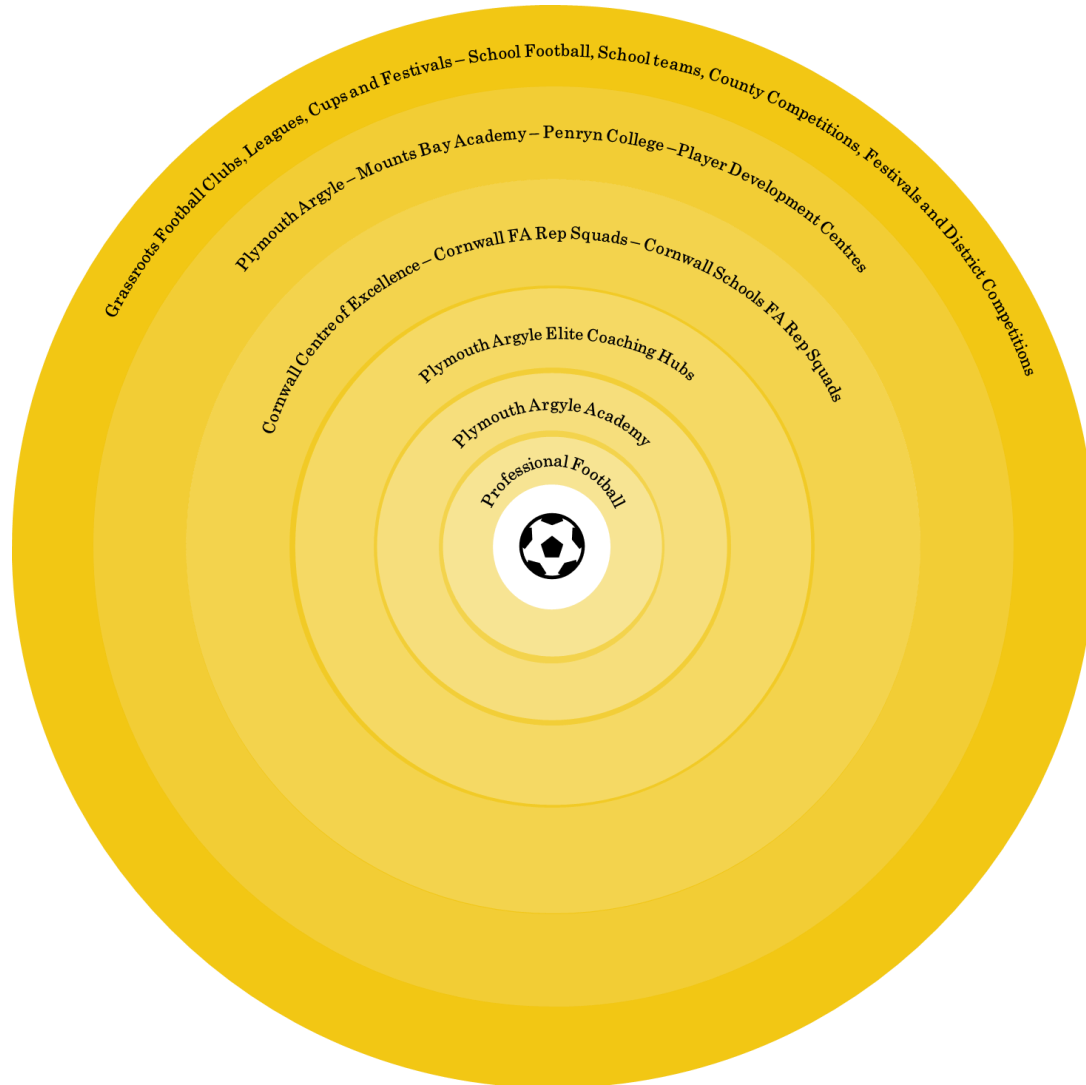 Grassroots Football Clubs, Leagues, Cups and Festivals – School Football, School teams, County Competitions, Festivals and District Competitions
Plymouth Argyle – Mounts Bay Academy – Penryn College – Player Development Centres
Cornwall Centre of Excellence – Cornwall FA Rep Squads – Cornwall Schools FA Rep Squads
Plymouth Argyle Elite Coaching Hubs
Plymouth Argyle Academy
Professional Football